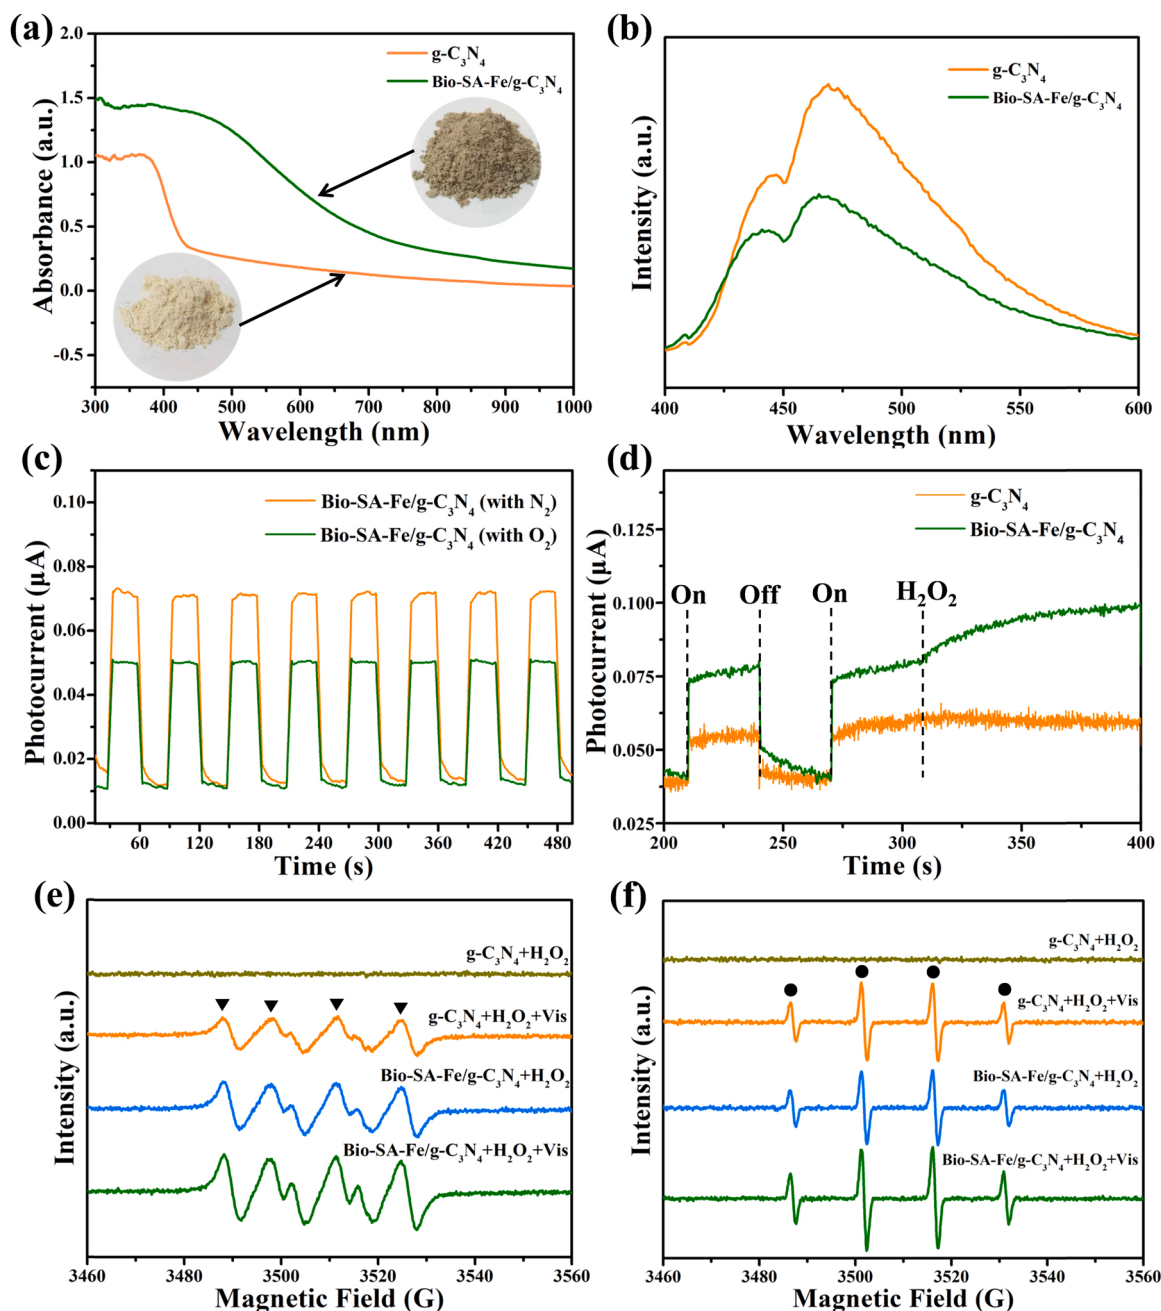 (a)
2.0
1.5
1.0
0.5
0.0
-0.5
Absorbance (a.u.)
g-C₃N₄
Bio-SA-Fe/g-C₃N₄
300 400 500 600 700 800 900 1000
Wavelength (nm)
(b)
Intensity (a.u.)
g-C₃N₄
Bio-SA-Fe/g-C₃N₄
400 450 500 550 600
Wavelength (nm)
(c)
0.10
0.08
0.06
0.04
0.02
0.00
Photocurrent (μA)
Bio-SA-Fe/g-C₃N₄ (with N₂)
Bio-SA-Fe/g-C₃N₄ (with O₂)
60 120 180 240 300 360 420 480
Time (s)
(d)
0.125
0.100
0.075
0.050
0.025
Photocurrent (μA)
g-C₃N₄
Bio-SA-Fe/g-C₃N₄
On Off On H₂O₂
200 250 300 350 400
Time (s)
(e)
Intensity (a.u.)
g-C₃N₄+H₂O₂
g-C₃N₄+H₂O₂+Vis
Bio-SA-Fe/g-C₃N₄+H₂O₂
Bio-SA-Fe/g-C₃N₄+H₂O₂+Vis
3460 3480 3500 3520 3540 3560
Magnetic Field (G)
(f)
Intensity (a.u.)
g-C₃N₄+H₂O₂
g-C₃N₄+H₂O₂+Vis
Bio-SA-Fe/g-C₃N₄+H₂O₂
Bio-SA-Fe/g-C₃N₄+H₂O₂+Vis
3460 3480 3500 3520 3540 3560
Magnetic Field (G)